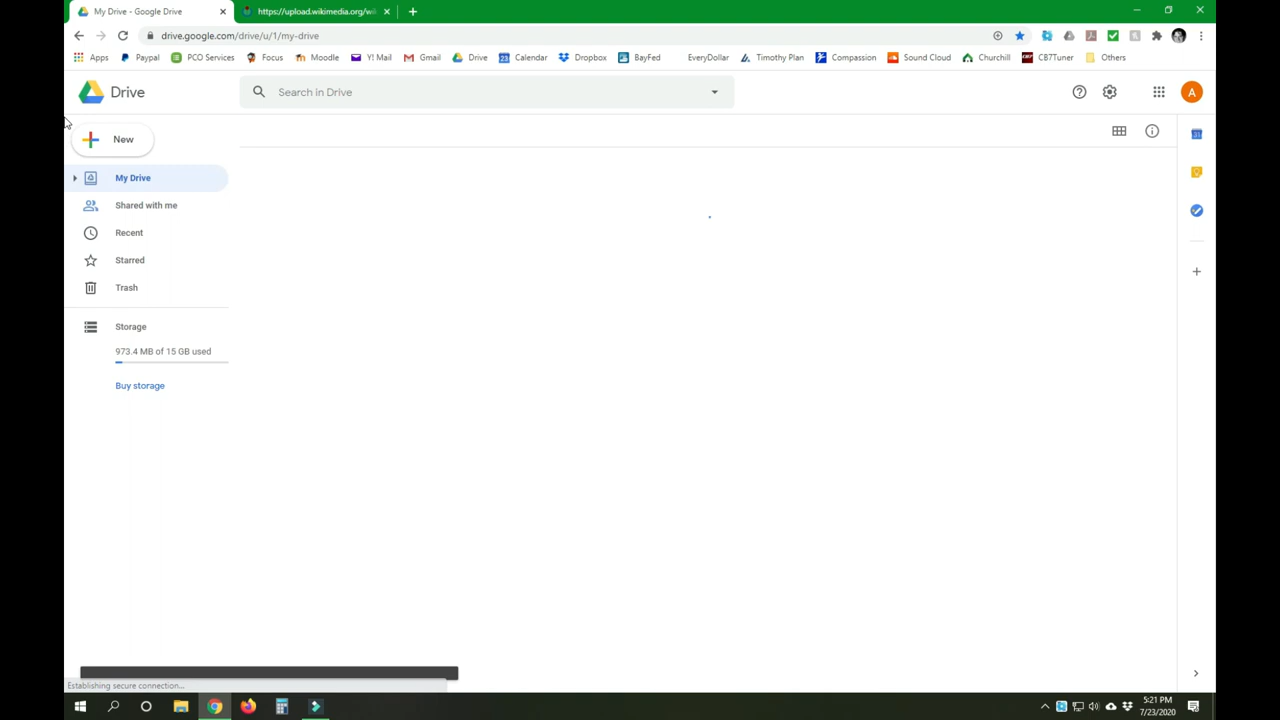 My Drive - Google Drive
https://upload.wikimedia.org/wi
drive.google.com/drive/u/1/my-drive
Apps Paypal PCO Services Focus Moodle Y! Mail Gmail Drive Calendar Dropbox BayFed EveryDollar Timothy Plan Compassion Sound Cloud Churchill CB7Tuner Others
Drive
Search in Drive
A
New
My Drive
Shared with me
Recent
Starred
Trash
Storage
973.4 MB of 15 GB used
Buy storage
Establishing secure connection...
5:21 PM
7/23/2020